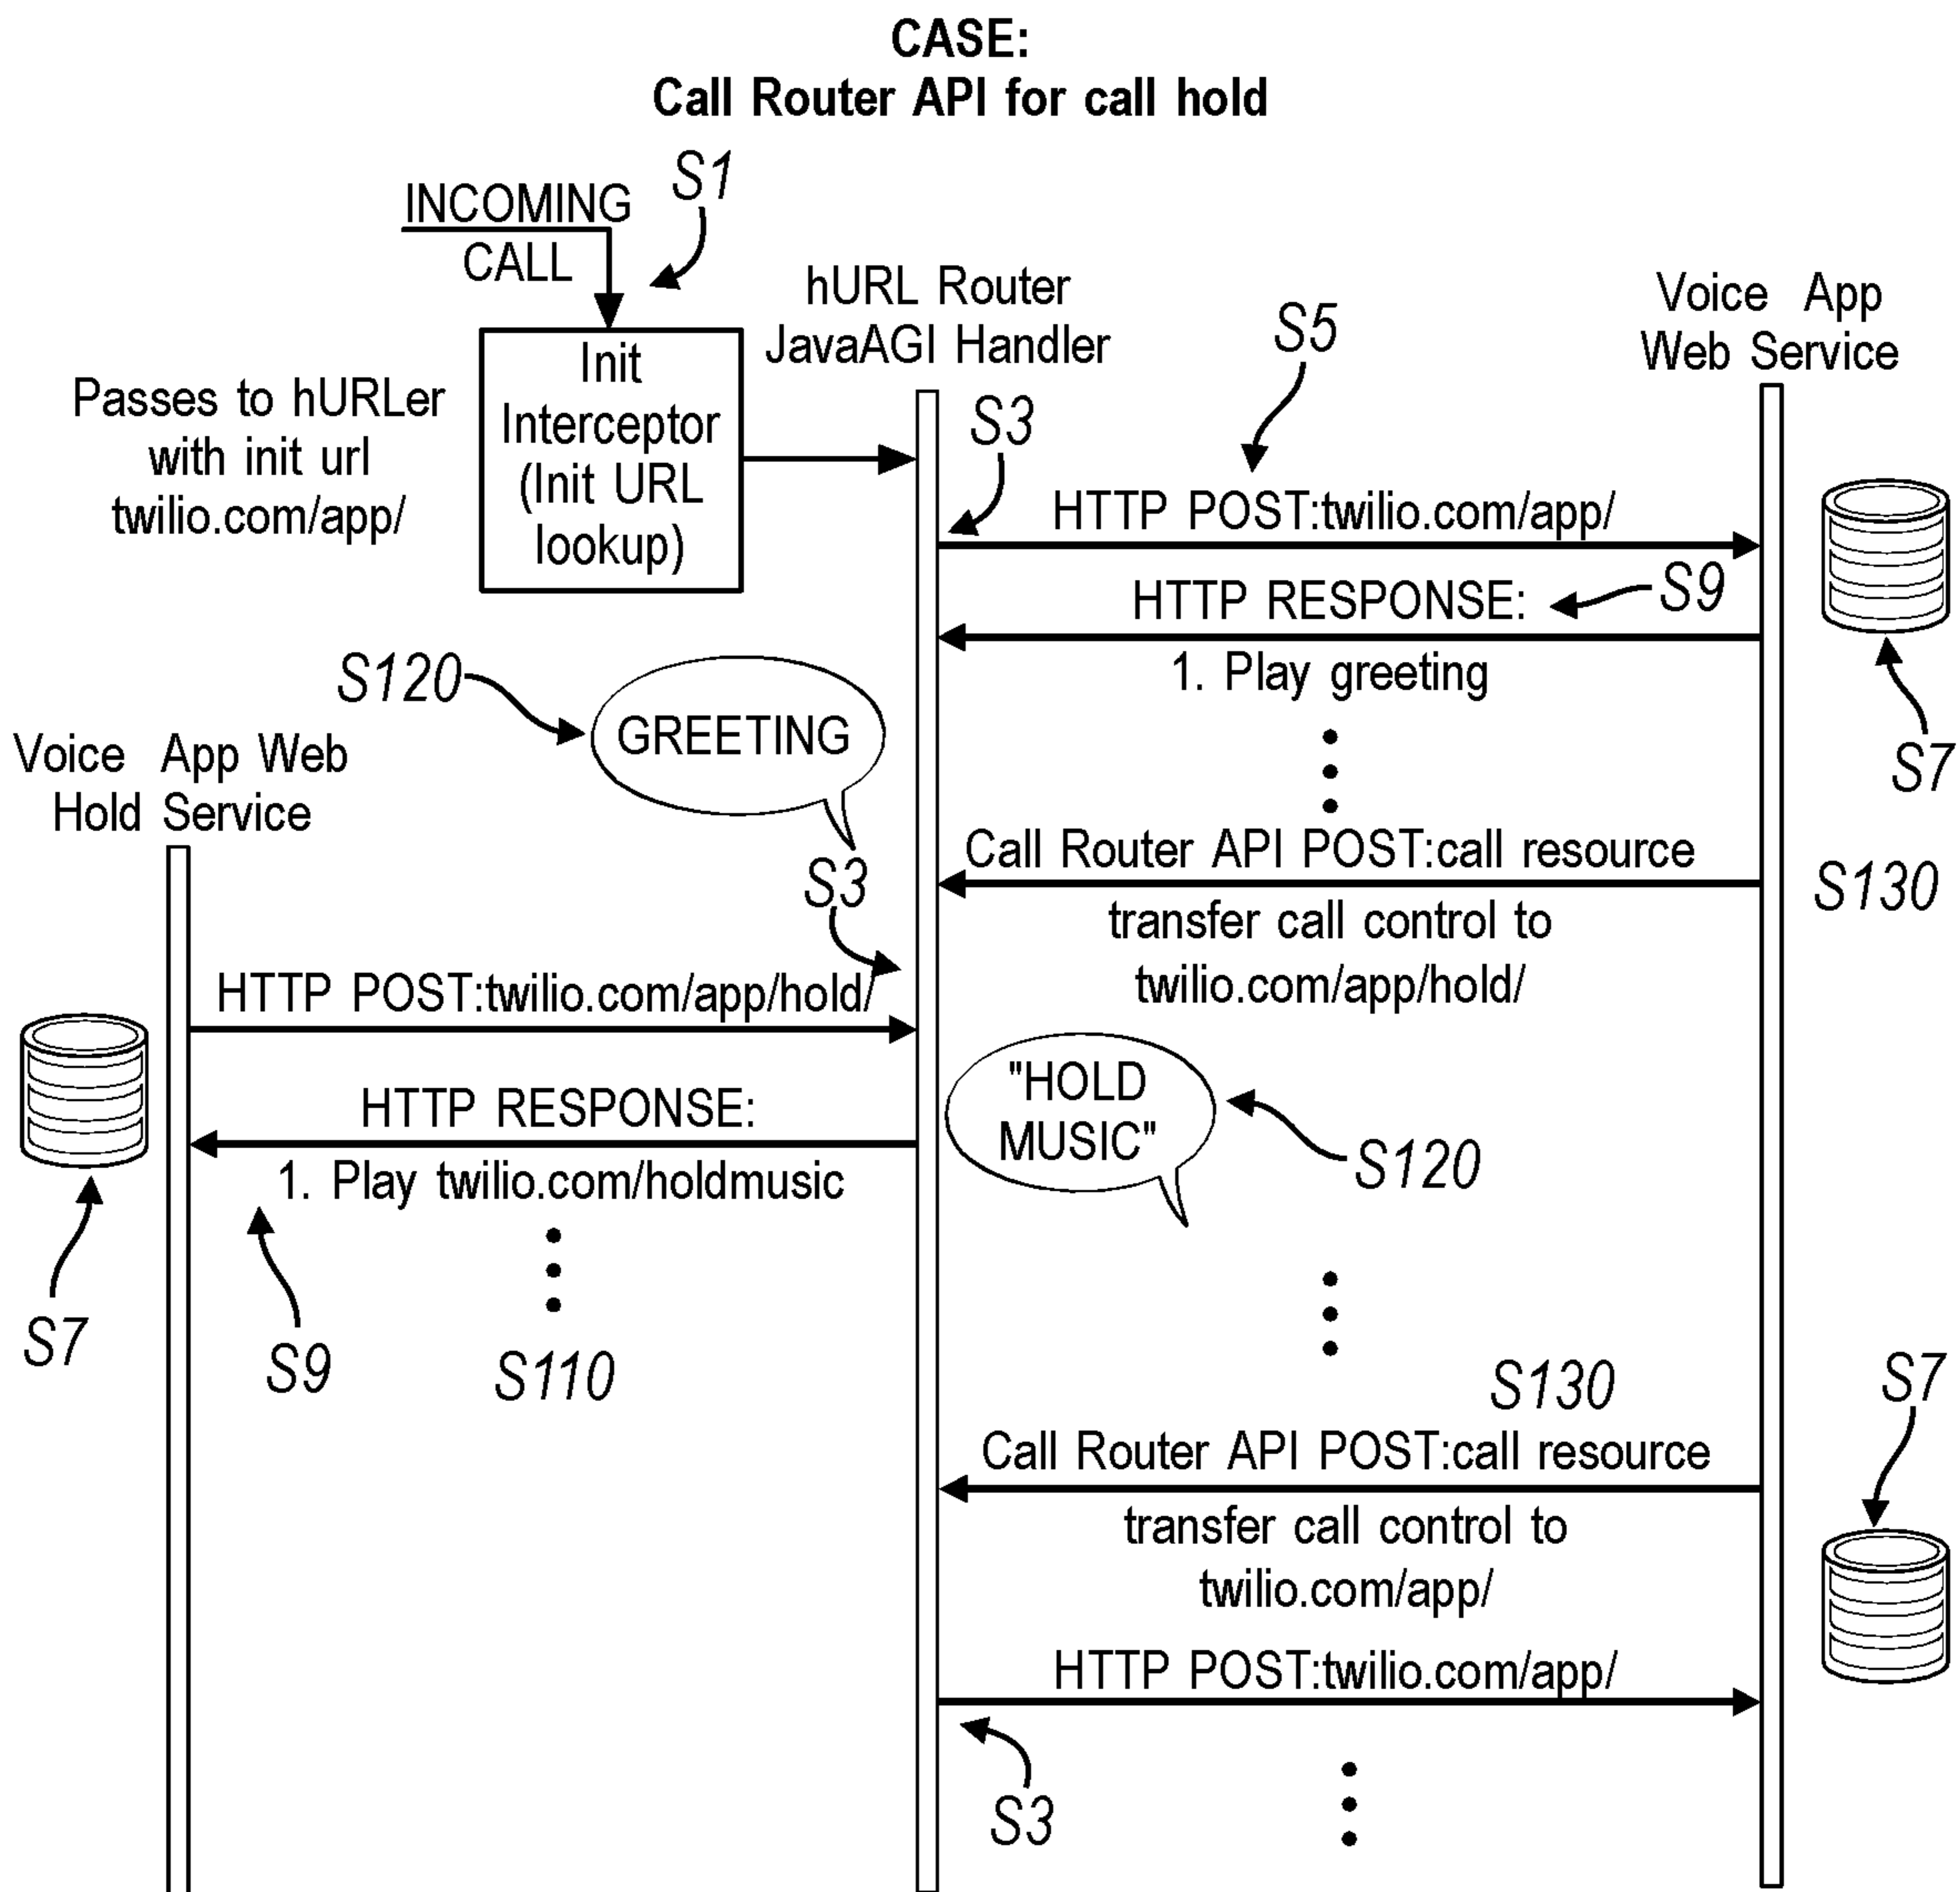 CASE:
Call Router API for call hold
S1
INCOMING
CALL
hURL Router
JavaAGI Handler
Voice App
Web Service
S5
Init
Interceptor
(Init URL
lookup)
Passes to hURLer
with init url
twilio.com/app/
S3
HTTP POST:twilio.com/app/
HTTP RESPONSE:
S9
1. Play greeting
S7
S120
GREETING
Voice App Web
Hold Service
S3
Call Router API POST:call resource
S130
transfer call control to
twilio.com/app/hold/
HTTP POST:twilio.com/app/hold/
"HOLD
MUSIC"
HTTP RESPONSE:
S120
1. Play twilio.com/holdmusic
S7
S9
S110
S130
S7
Call Router API POST:call resource
transfer call control to
twilio.com/app/
HTTP POST:twilio.com/app/
S3